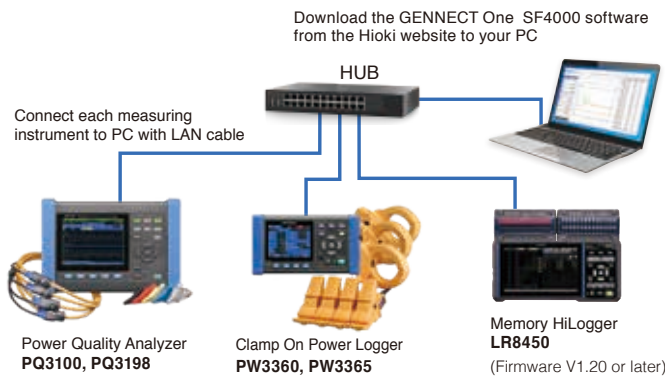 Download the GENNECT One SF4000 software
from the Hioki website to your PC
HUB
Connect each measuring
instrument to PC with LAN cable
Power Quality Analyzer
PQ3100, PQ3198
Clamp On Power Logger
PW3360, PW3365
Memory HiLogger
LR8450
(Firmware V1.20 or later)